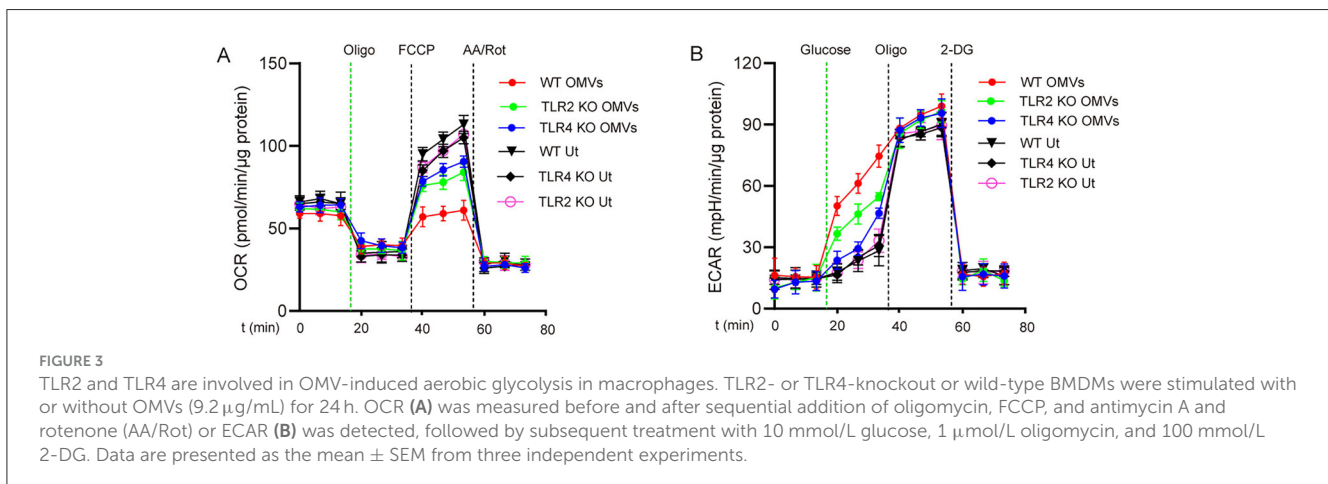 A
Oligo FCCP AA/Rot
OCR (pmol/min/µg protein)
150
100
50
0
t (min) 0 20 40 60 80
WT OMVs
TLR2 KO OMVs
TLR4 KO OMVs
WT Ut
TLR4 KO Ut
TLR2 KO Ut
B
Glucose Oligo 2-DG
ECAR (mpH/min/µg protein)
120
90
60
30
0
t (min) 0 20 40 60 80
WT OMVs
TLR2 KO OMVs
TLR4 KO OMVs
WT Ut
TLR4 KO Ut
TLR2 KO Ut
FIGURE 3
TLR2 and TLR4 are involved in OMV-induced aerobic glycolysis in macrophages. TLR2- or TLR4-knockout or wild-type BMDMs were stimulated with
or without OMVs (9.2 µg/mL) for 24 h. OCR (A) was measured before and after sequential addition of oligomycin, FCCP, and antimycin A and
rotenone (AA/Rot) or ECAR (B) was detected, followed by subsequent treatment with 10 mmol/L glucose, 1 µmol/L oligomycin, and 100 mmol/L
2-DG. Data are presented as the mean ± SEM from three independent experiments.